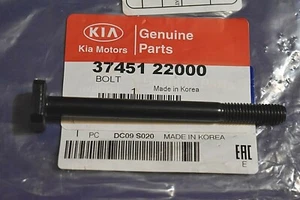 KIA
Kia Motors
Genuine
Parts
37451 22000
BOLT
1
Made in Korea
1 PC DC09 S020 MADE IN KOREA
EAC
E